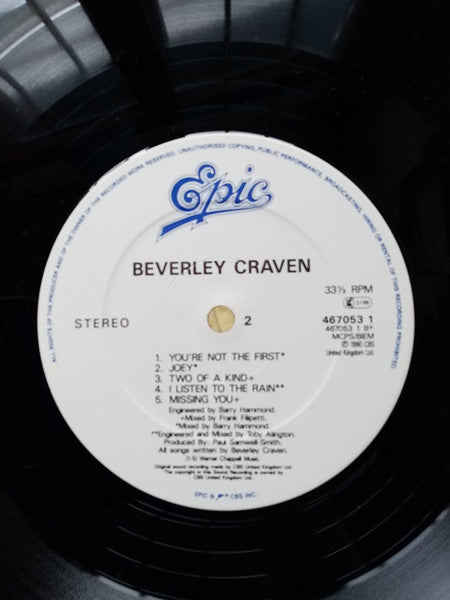 ALL RIGHTS OF THE PRODUCER AND OF THE OWNER OF THE RECORDED WORK RESERVED. UNAUTHORISED COPYING, PUBLIC PERFORMANCE, BROADCASTING, HIRING OR RENTAL OF THIS RECORDING PROHIBITED.
Epic
BEVERLEY CRAVEN
33⅓ RPM
STEREO
2
467053 1
467053 1 B*
MCPS/BIEM
℗ 1990 CBS
United Kingdom Ltd.
1. YOU'RE NOT THE FIRST*
2. JOEY*
3. TWO OF A KIND+
4. I LISTEN TO THE RAIN**
5. MISSING YOU+
Engineered by Barry Hammond.
+Mixed by Frank Filipetti.
*Mixed by Barry Hammond.
**Engineered and Mixed by Toby Allington.
Produced By: Paul Samwell-Smith.
All songs written by Beverley Craven.
(1-5) Warner Chappell Music.
Original sound recording made by CBS United Kingdom Ltd.
The copyright in this Sound Recording is owned by
CBS United Kingdom Ltd.
EPIC & CBS INC.